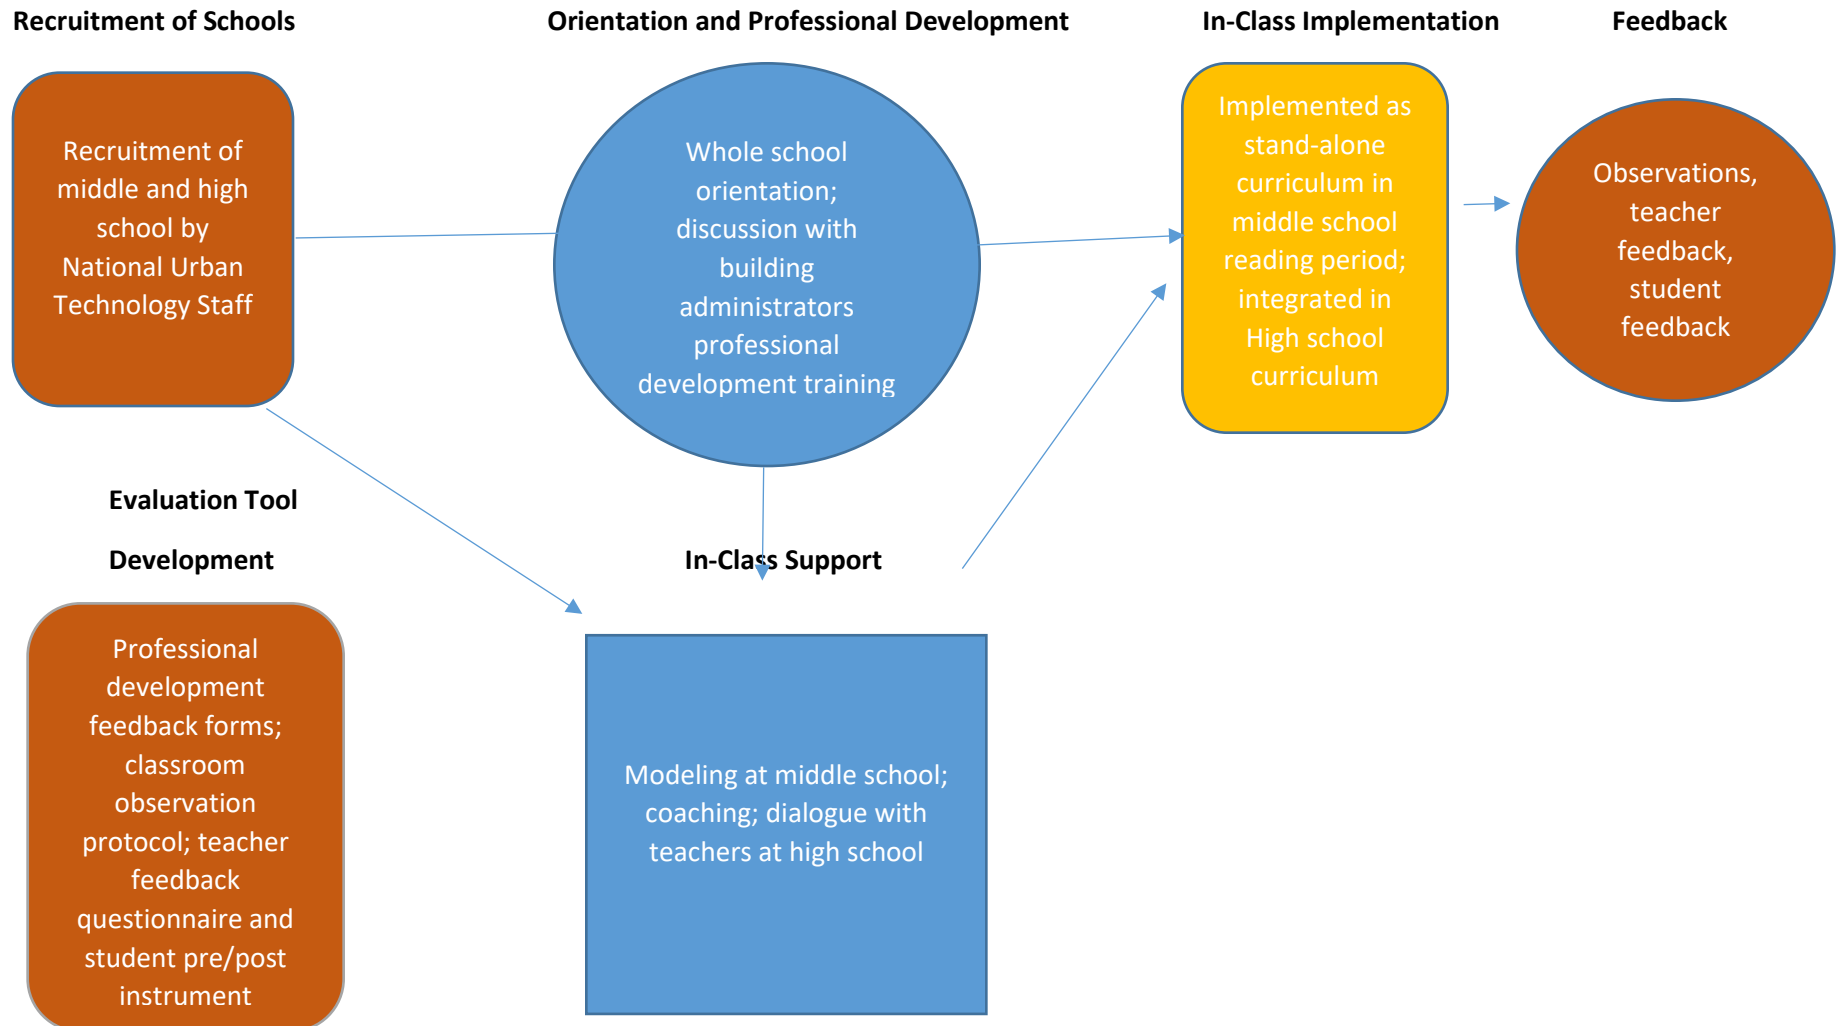 Recruitment of Schools
Orientation and Professional Development
In-Class Implementation
Feedback
Recruitment of
middle and high
school by
National Urban
Technology Staff
Whole school
orientation;
discussion with
building
administrators
professional
development training
Implemented as
stand-alone
curriculum in
middle school
reading period;
integrated in
High school
curriculum
Observations,
teacher
feedback,
student
feedback
Evaluation Tool
Development
In-Class Support
Professional
development
feedback forms;
classroom
observation
protocol; teacher
feedback
questionnaire and
student pre/post
instrument
Modeling at middle school;
coaching; dialogue with
teachers at high school